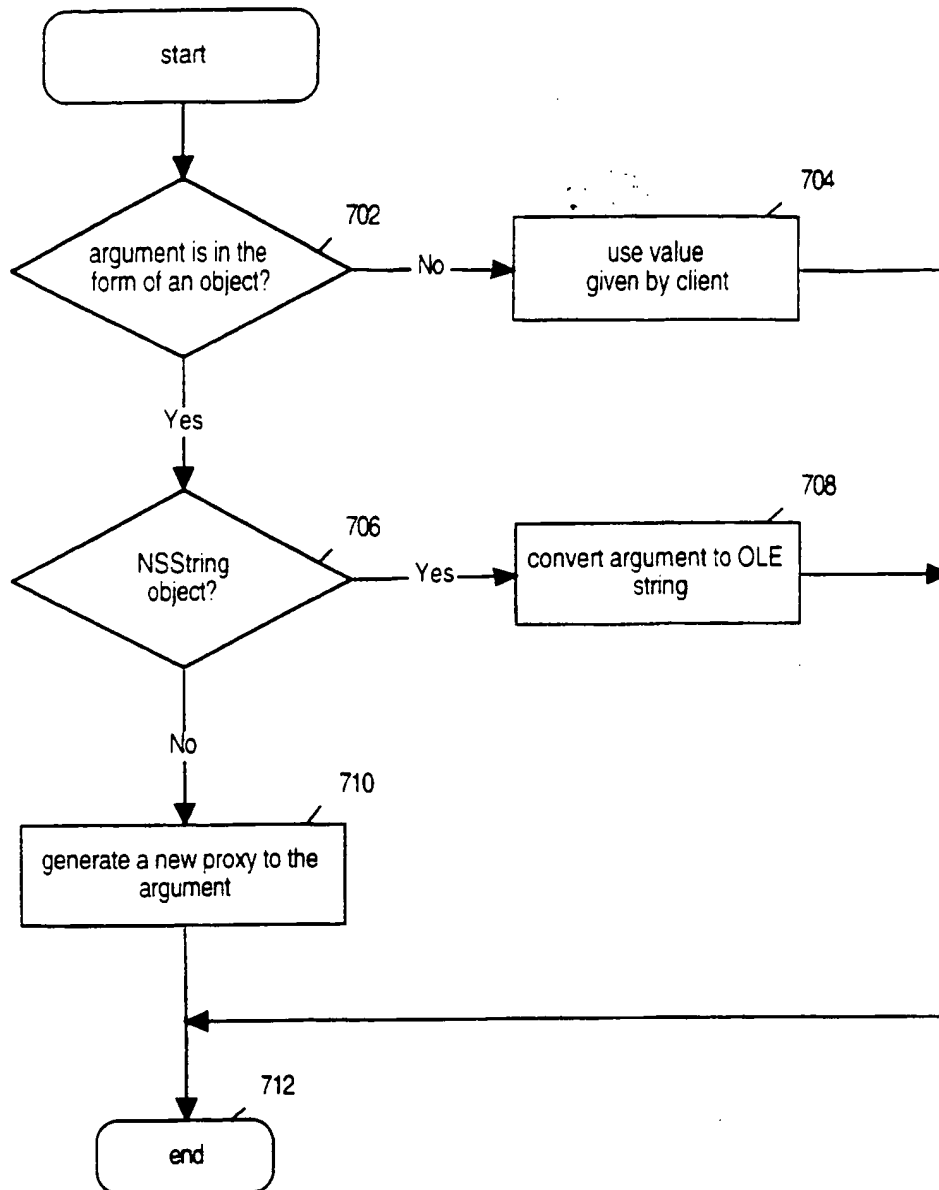 start
702
argument is in the
form of an object?
No
704
use value
given by client
Yes
706
NSString
object?
Yes
708
convert argument to OLE
string
No
710
generate a new proxy to the
argument
712
end